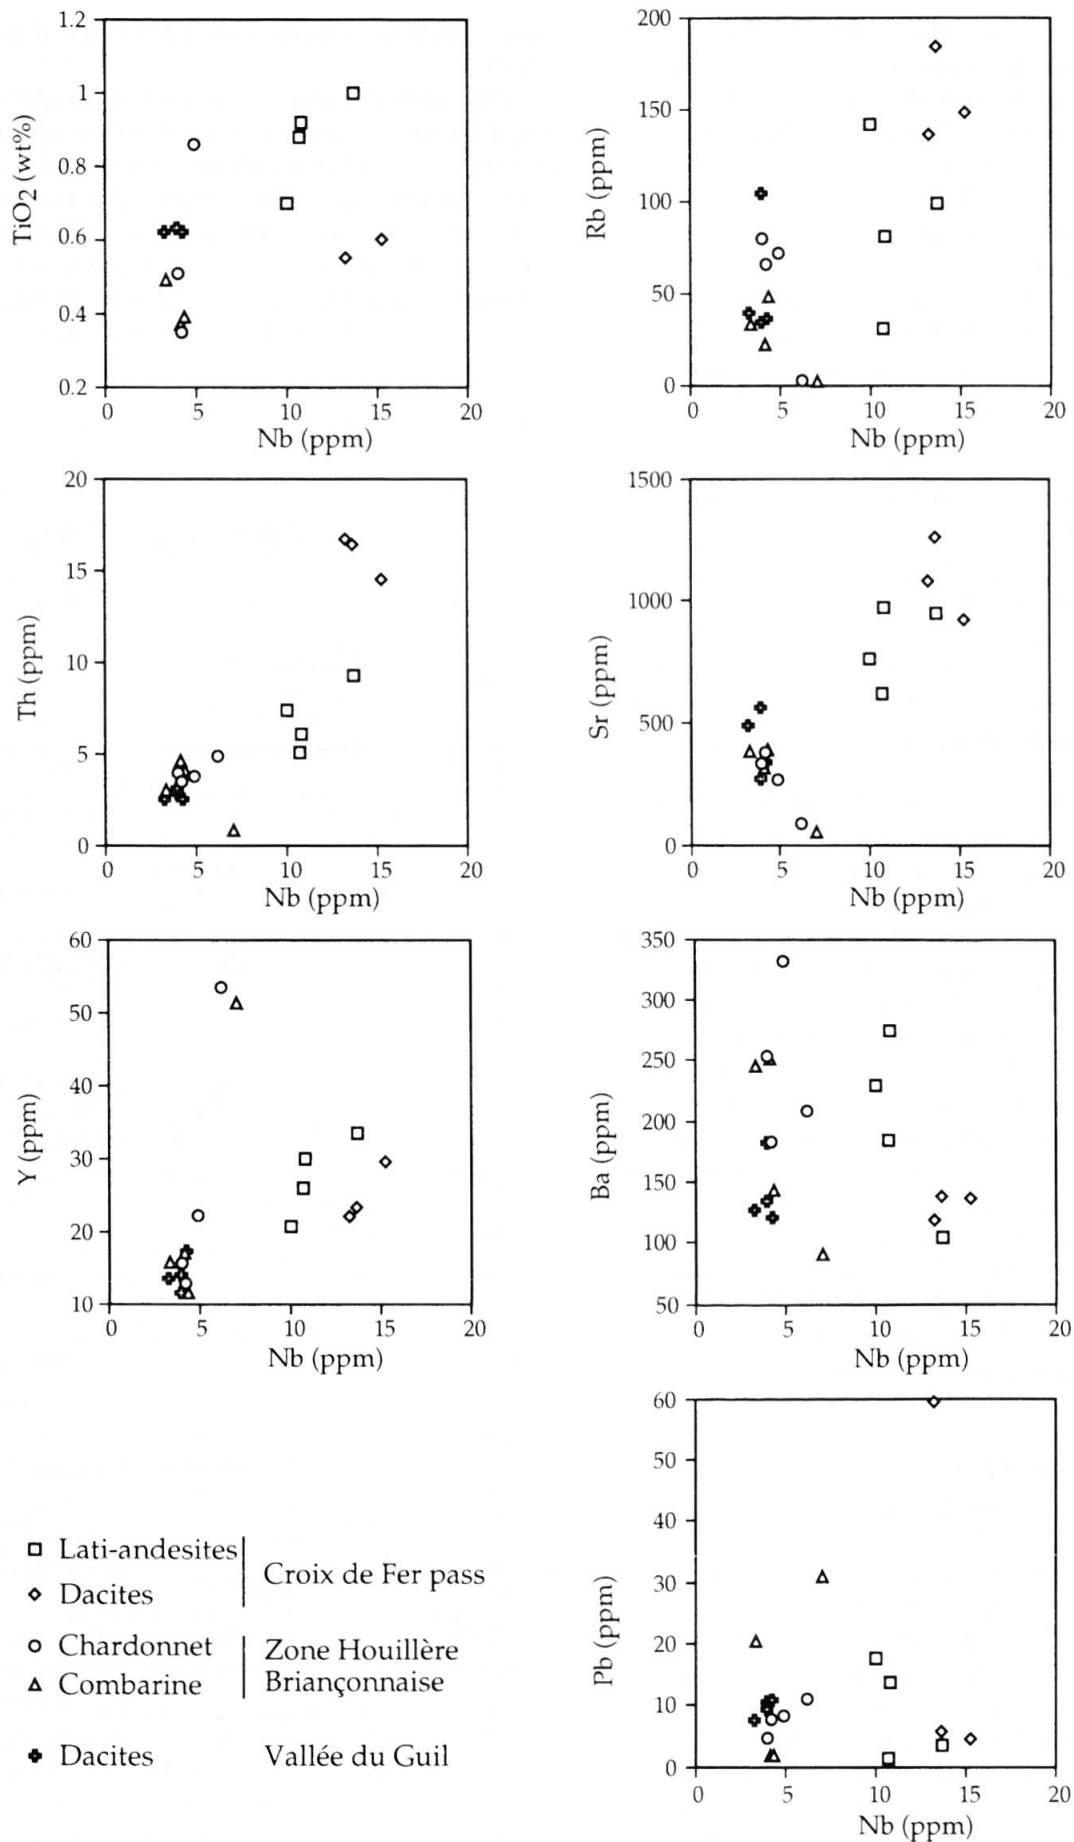 1.2
1
0.8
0.6
0.4
0.2
TiO2 (wt%)
0 5 10 15 20
Nb (ppm)
200
150
100
50
0
Rb (ppm)
0 5 10 15 20
Nb (ppm)
20
15
10
5
0
Th (ppm)
0 5 10 15 20
Nb (ppm)
1500
1000
500
0
Sr (ppm)
0 5 10 15 20
Nb (ppm)
60
50
40
30
20
10
Y (ppm)
0 5 10 15 20
Nb (ppm)
350
300
250
200
150
100
50
Ba (ppm)
0 5 10 15 20
Nb (ppm)
60
50
40
30
20
10
0
Pb (ppm)
0 5 10 15 20
Nb (ppm)
Lati-andesites
Dacites
Croix de Fer pass
Chardonnet
Combarine
Zone Houillère
Briançonnaise
Dacites Vallée du Guil